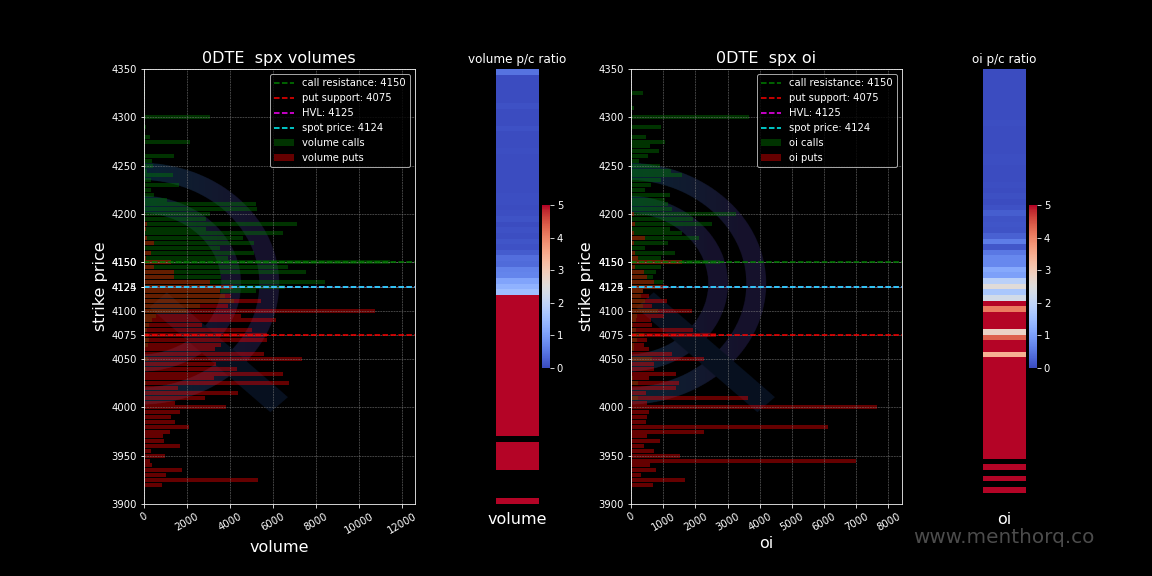 0DTE  spx volumes
call resistance: 4150
put support: 4075
HVL: 4125
spot price: 4124
volume calls
volume puts
strike price
4350
4300
4250
4200
4150
4124
4100
4075
4050
4000
3950
3900
0
2000
4000
6000
8000
10000
12000
volume
volume p/c ratio
5
4
3
2
1
0
volume
0DTE  spx oi
call resistance: 4150
put support: 4075
HVL: 4125
spot price: 4124
oi calls
oi puts
strike price
4350
4300
4250
4200
4150
4124
4100
4075
4050
4000
3950
3900
0
1000
2000
3000
4000
5000
6000
7000
8000
oi
oi p/c ratio
5
4
3
2
1
0
oi
www.menthorq.co